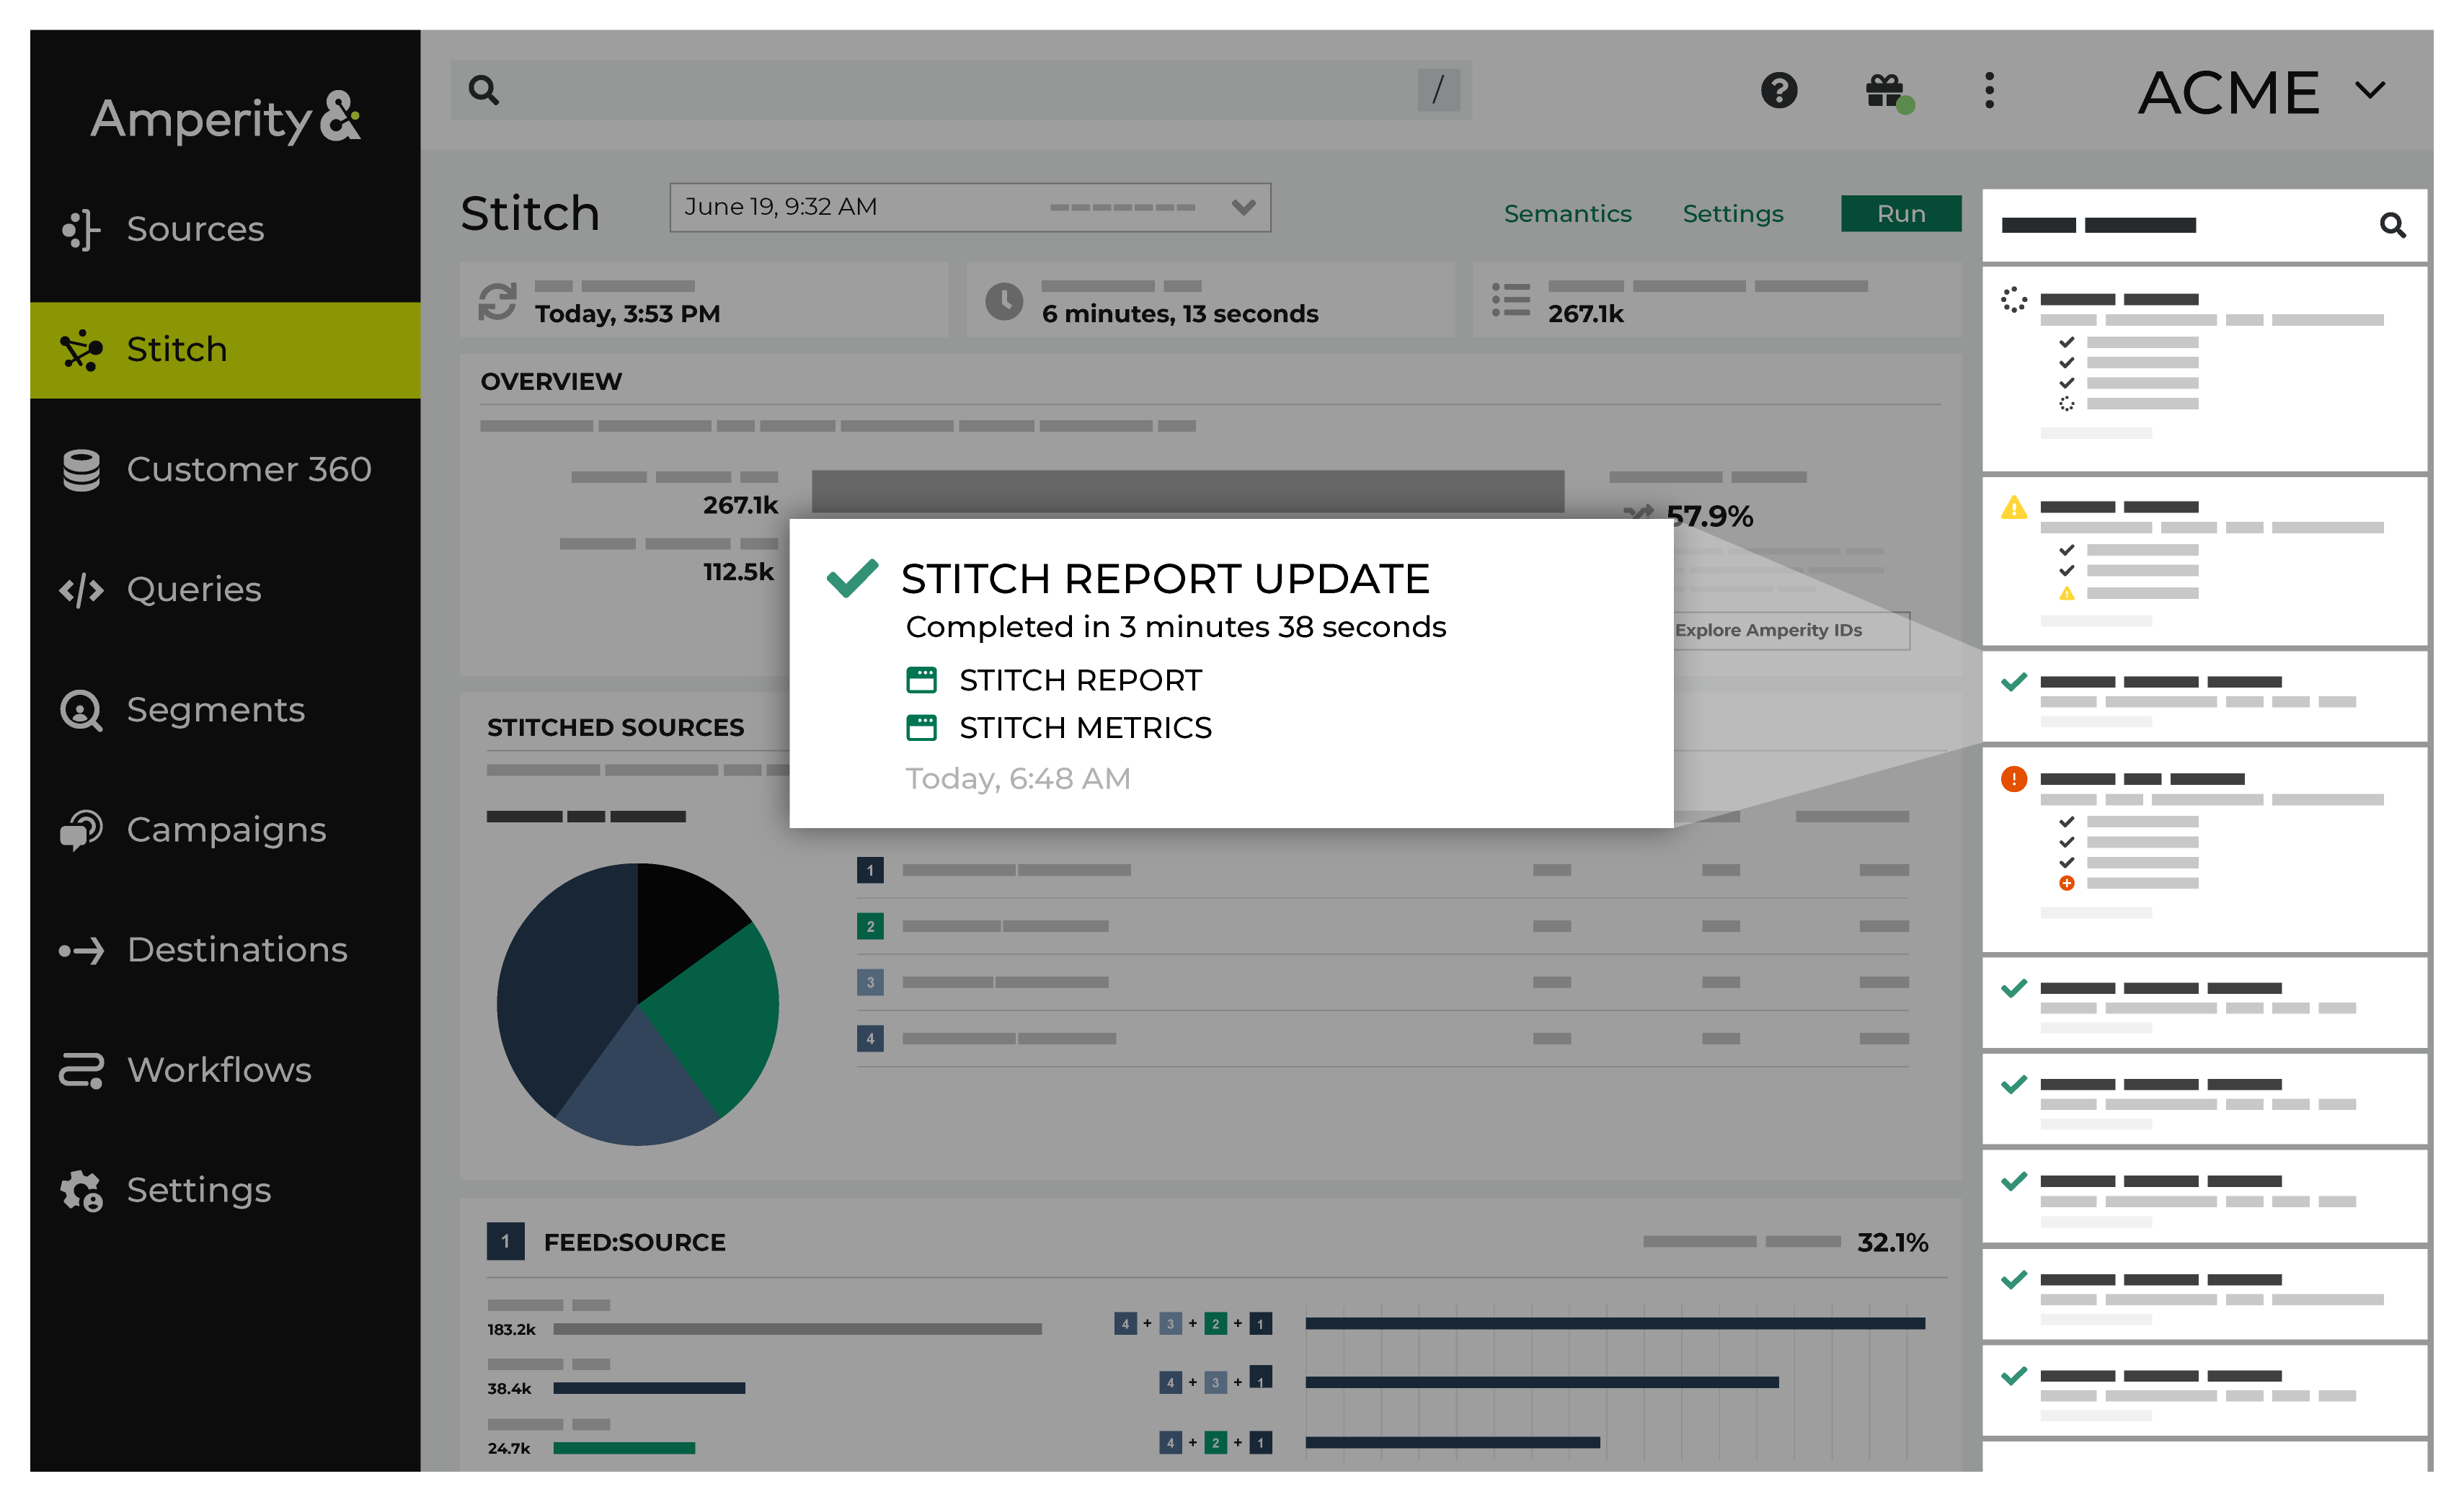 Amperity&
/
ACME
Sources
Stitch
Customer 360
Queries
Segments
Campaigns
Destinations
Workflows
Settings
Stitch
June 19, 9:32 AM
Semantics
Settings
Run
Today, 3:53 PM
6 minutes, 13 seconds
267.1k
OVERVIEW
267.1k
112.5k
57.9%
Explore Amperity IDs
STITCH REPORT UPDATE
Completed in 3 minutes 38 seconds
STITCH REPORT
STITCH METRICS
Today, 6:48 AM
STITCHED SOURCES
1
2
3
4
1 FEED:SOURCE
32.1%
183.2k
4 + 3 + 2 + 1
38.4k
4 + 3 + 1
24.7k
4 + 2 + 1